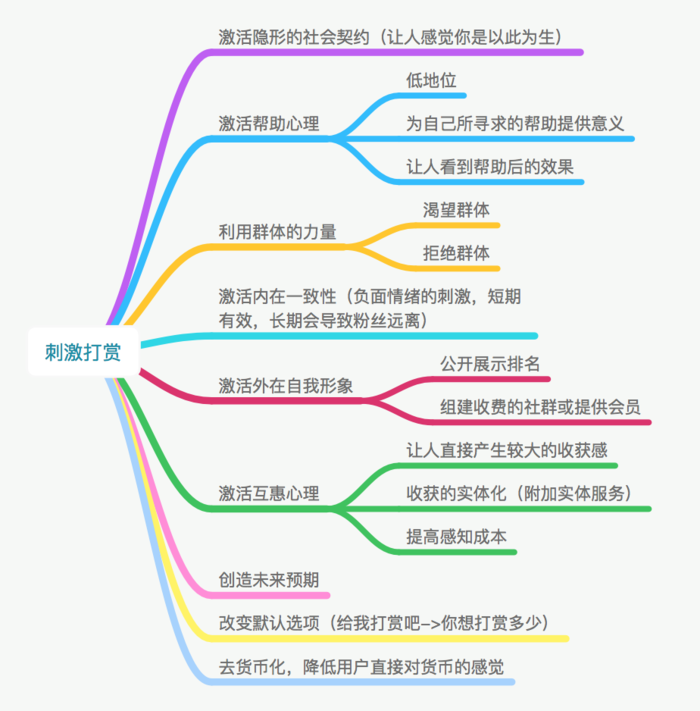 激活隐形的社会契约（让人感觉你是以此为生）
低地位
激活帮助心理
为自己所寻求的帮助提供意义
让人看到帮助后的效果
渴望群体
利用群体的力量
拒绝群体
激活内在一致性（负面情绪的刺激，短期
有效，长期会导致粉丝远离）
刺激打赏
公开展示排名
激活外在自我形象
组建收费的社群或提供会员
让人直接产生较大的收获感
激活互惠心理
收获的实体化（附加实体服务）
提高感知成本
创造未来预期
改变默认选项（给我打赏吧->你想打赏多少）
去货币化，降低用户直接对货币的感觉